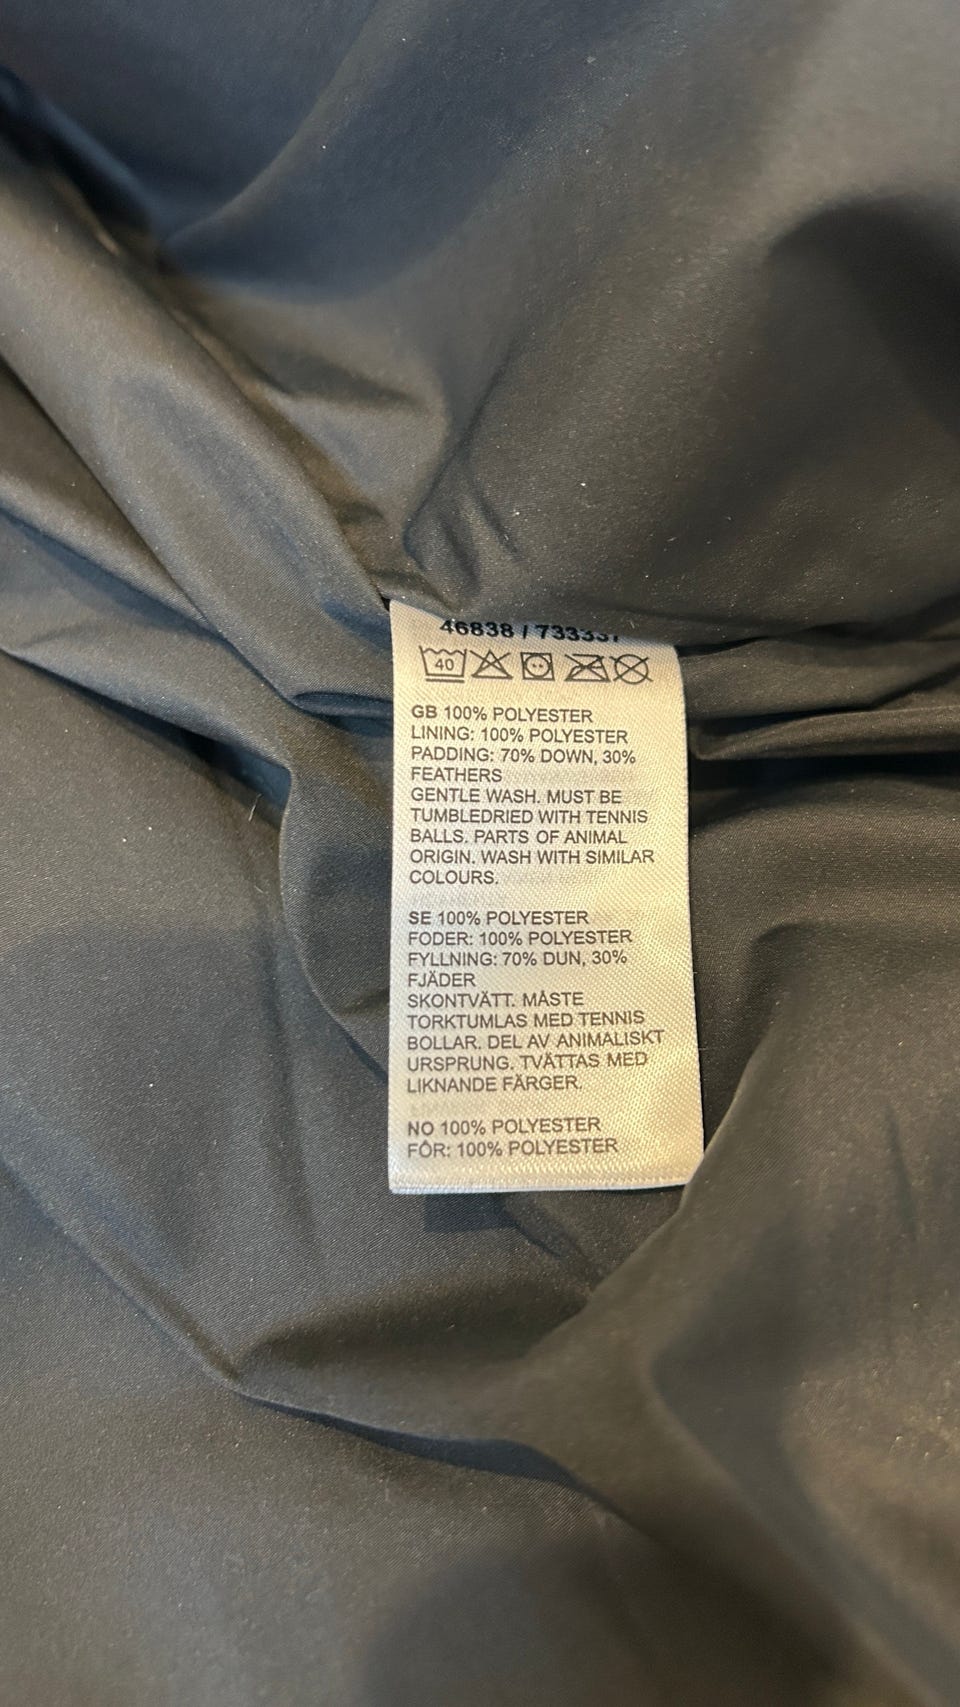 46838 / 733337
40
GB 100% POLYESTER
LINING: 100% POLYESTER
PADDING: 70% DOWN, 30%
FEATHERS
GENTLE WASH. MUST BE
TUMBLEDRIED WITH TENNIS
BALLS. PARTS OF ANIMAL
ORIGIN. WASH WITH SIMILAR
COLOURS.
SE 100% POLYESTER
FODER: 100% POLYESTER
FYLLNING: 70% DUN, 30%
FJÄDER
SKONTVÄTT. MÅSTE
TORKTUMLAS MED TENNIS
BOLLAR. DEL AV ANIMALISKT
URSPRUNG. TVÄTTAS MED
LIKNANDE FÄRGER.
NO 100% POLYESTER
FÔR: 100% POLYESTER